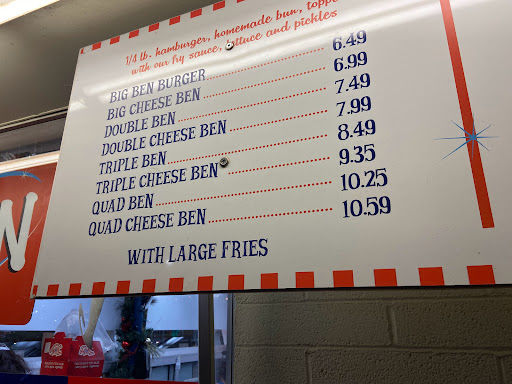 1/4 lb. hamburger, homemade bun, toppe
with our fry sauce, lettuce and pickles
BIG BEN BURGER 6.49
BIG CHEESE BEN 6.99
DOUBLE BEN 7.49
DOUBLE CHEESE BEN 7.99
TRIPLE BEN 8.49
TRIPLE CHEESE BEN 9.35
QUAD BEN 10.25
QUAD CHEESE BEN 10.59
WITH LARGE FRIES
N